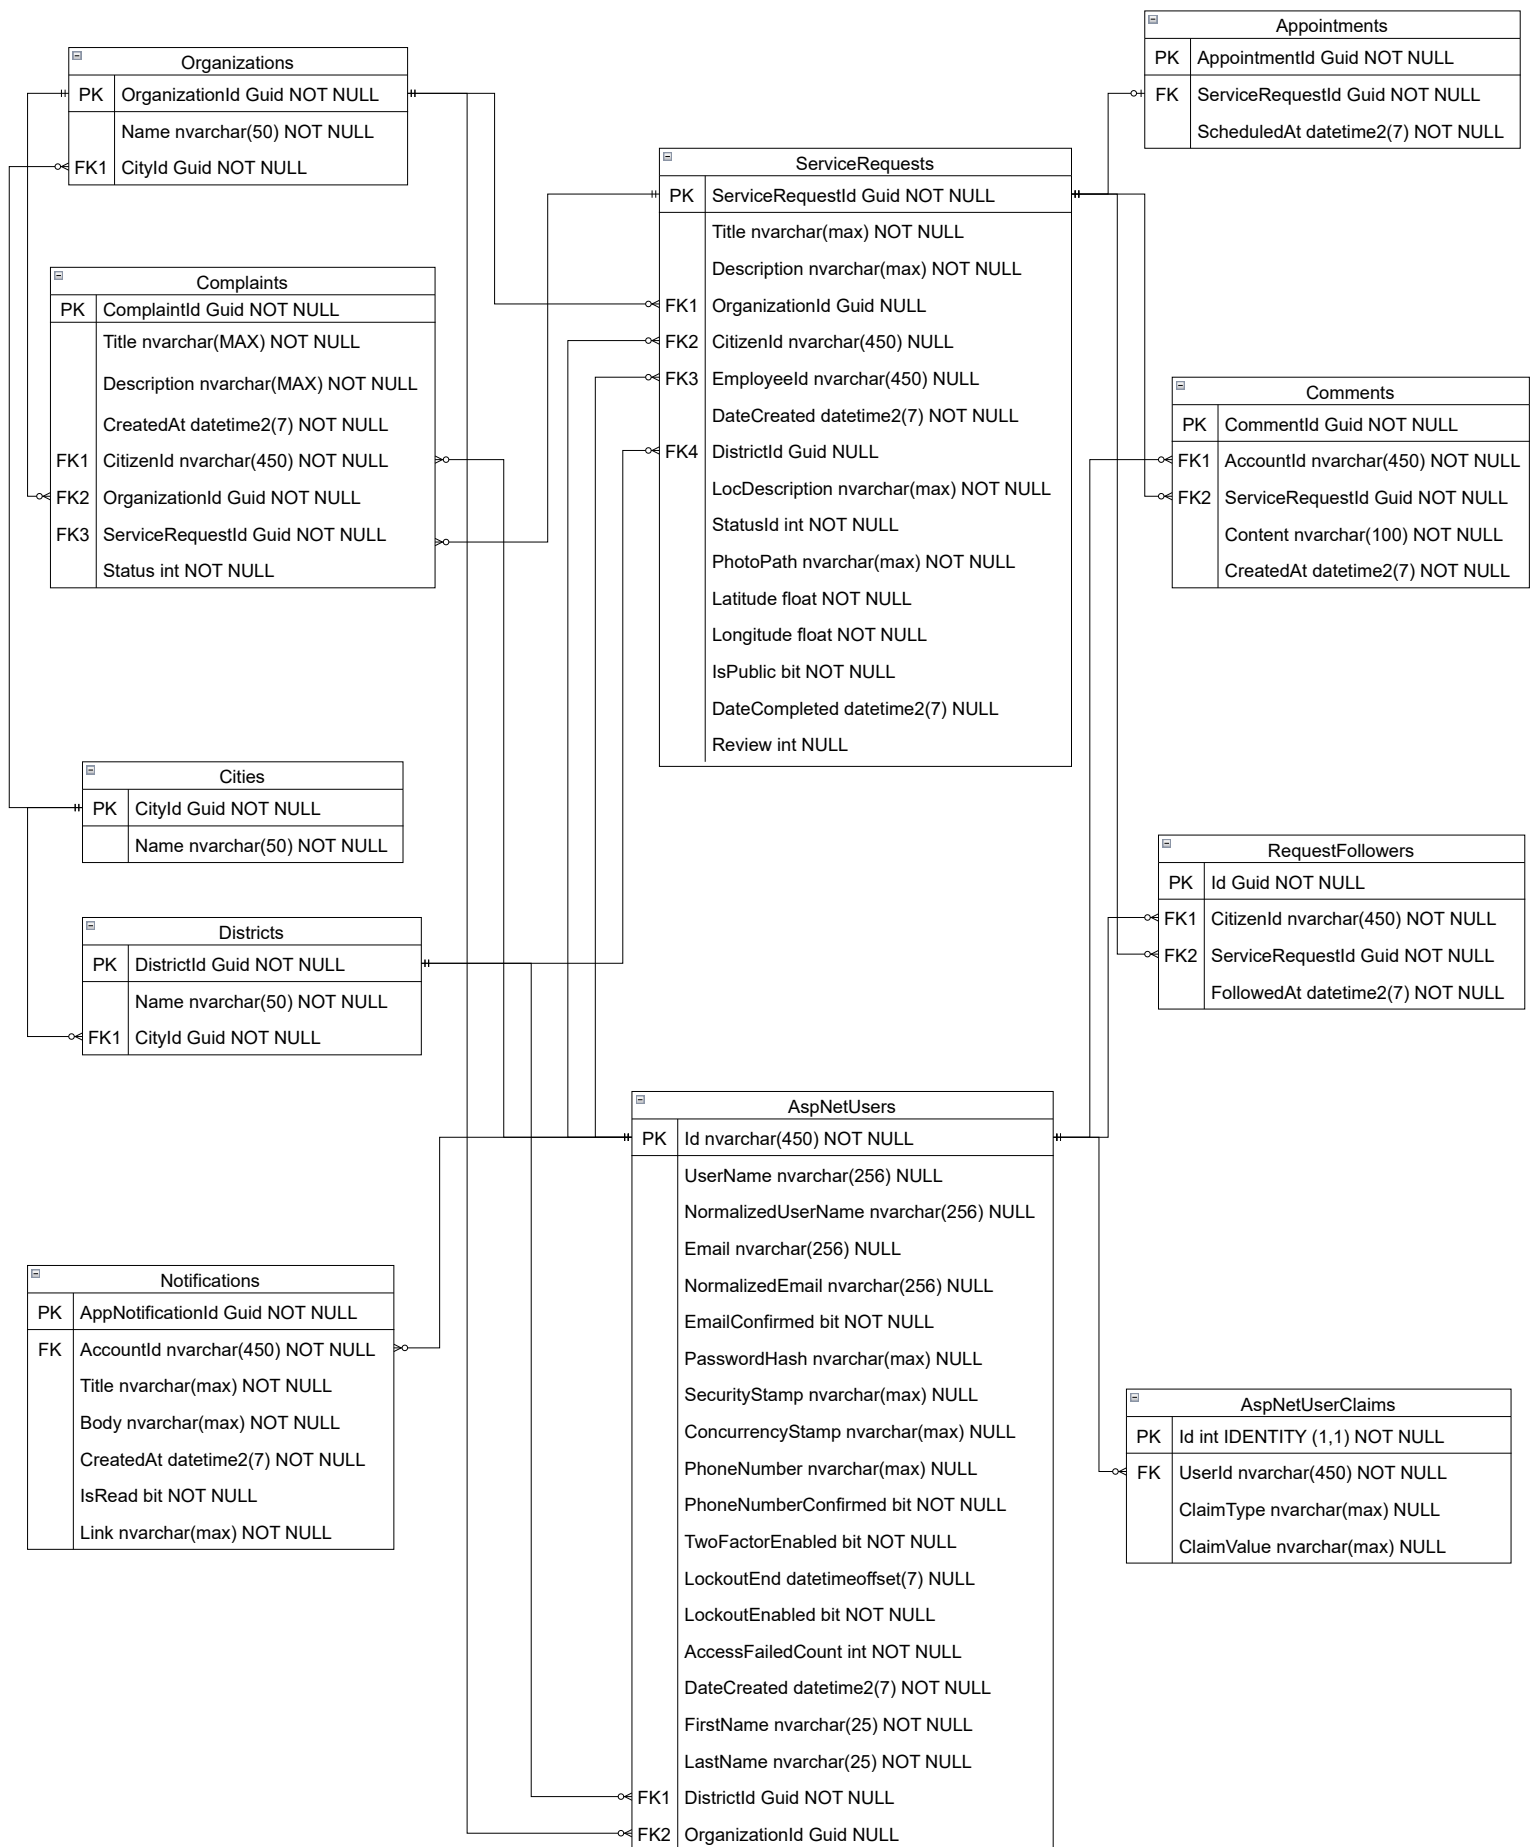 Organizations
PK OrganizationId Guid NOT NULL
Name nvarchar(50) NOT NULL
FK1 CityId Guid NOT NULL
Complaints
PK ComplaintId Guid NOT NULL
Title nvarchar(MAX) NOT NULL
Description nvarchar(MAX) NOT NULL
CreatedAt datetime2(7) NOT NULL
FK1 CitizenId nvarchar(450) NOT NULL
FK2 OrganizationId Guid NOT NULL
FK3 ServiceRequestId Guid NOT NULL
Status int NOT NULL
Cities
PK CityId Guid NOT NULL
Name nvarchar(50) NOT NULL
Districts
PK DistrictId Guid NOT NULL
Name nvarchar(50) NOT NULL
FK1 CityId Guid NOT NULL
Notifications
PK AppNotificationId Guid NOT NULL
FK AccountId nvarchar(450) NOT NULL
Title nvarchar(max) NOT NULL
Body nvarchar(max) NOT NULL
CreatedAt datetime2(7) NOT NULL
IsRead bit NOT NULL
Link nvarchar(max) NOT NULL
ServiceRequests
PK ServiceRequestId Guid NOT NULL
Title nvarchar(max) NOT NULL
Description nvarchar(max) NOT NULL
FK1 OrganizationId Guid NULL
FK2 CitizenId nvarchar(450) NULL
FK3 EmployeeId nvarchar(450) NULL
DateCreated datetime2(7) NOT NULL
FK4 DistrictId Guid NULL
LocDescription nvarchar(max) NOT NULL
StatusId int NOT NULL
PhotoPath nvarchar(max) NOT NULL
Latitude float NOT NULL
Longitude float NOT NULL
IsPublic bit NOT NULL
DateCompleted datetime2(7) NULL
Review int NULL
AspNetUsers
PK Id nvarchar(450) NOT NULL
UserName nvarchar(256) NULL
NormalizedUserName nvarchar(256) NULL
Email nvarchar(256) NULL
NormalizedEmail nvarchar(256) NULL
EmailConfirmed bit NOT NULL
PasswordHash nvarchar(max) NULL
SecurityStamp nvarchar(max) NULL
ConcurrencyStamp nvarchar(max) NULL
PhoneNumber nvarchar(max) NULL
PhoneNumberConfirmed bit NOT NULL
TwoFactorEnabled bit NOT NULL
LockoutEnd datetimeoffset(7) NULL
LockoutEnabled bit NOT NULL
AccessFailedCount int NOT NULL
DateCreated datetime2(7) NOT NULL
FirstName nvarchar(25) NOT NULL
LastName nvarchar(25) NOT NULL
FK1 DistrictId Guid NOT NULL
FK2 OrganizationId Guid NULL
Appointments
PK AppointmentId Guid NOT NULL
FK ServiceRequestId Guid NOT NULL
ScheduledAt datetime2(7) NOT NULL
Comments
PK CommentId Guid NOT NULL
FK1 AccountId nvarchar(450) NOT NULL
FK2 ServiceRequestId Guid NOT NULL
Content nvarchar(100) NOT NULL
CreatedAt datetime2(7) NOT NULL
RequestFollowers
PK Id Guid NOT NULL
FK1 CitizenId nvarchar(450) NOT NULL
FK2 ServiceRequestId Guid NOT NULL
FollowedAt datetime2(7) NOT NULL
AspNetUserClaims
PK Id int IDENTITY (1,1) NOT NULL
FK UserId nvarchar(450) NOT NULL
ClaimType nvarchar(max) NULL
ClaimValue nvarchar(max) NULL